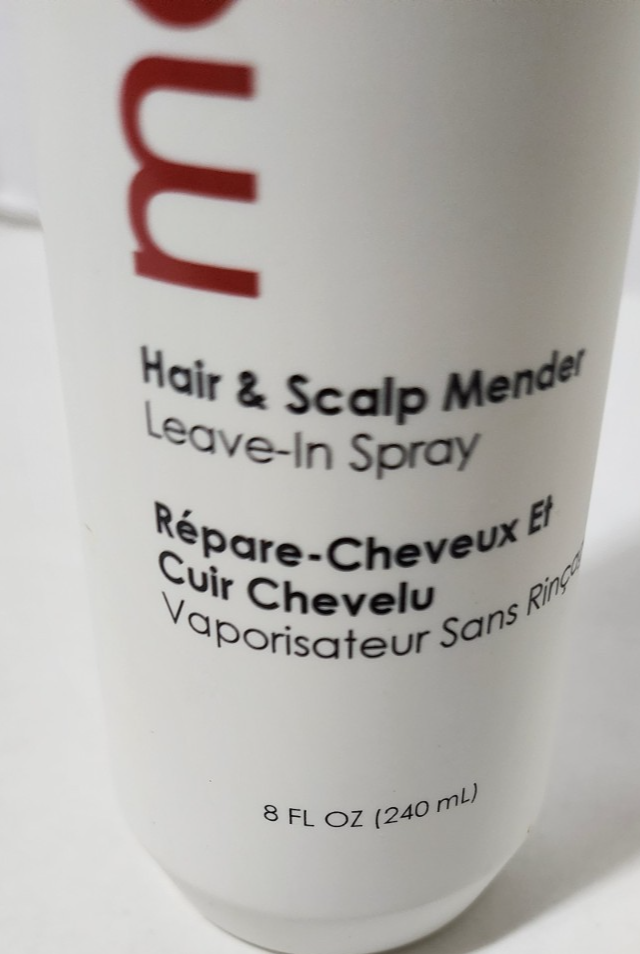 m
Hair & Scalp Mender
Leave-In Spray
Répare-Cheveux Et
Cuir Chevelu
Vaporisateur Sans
8 FL OZ (240 mL)